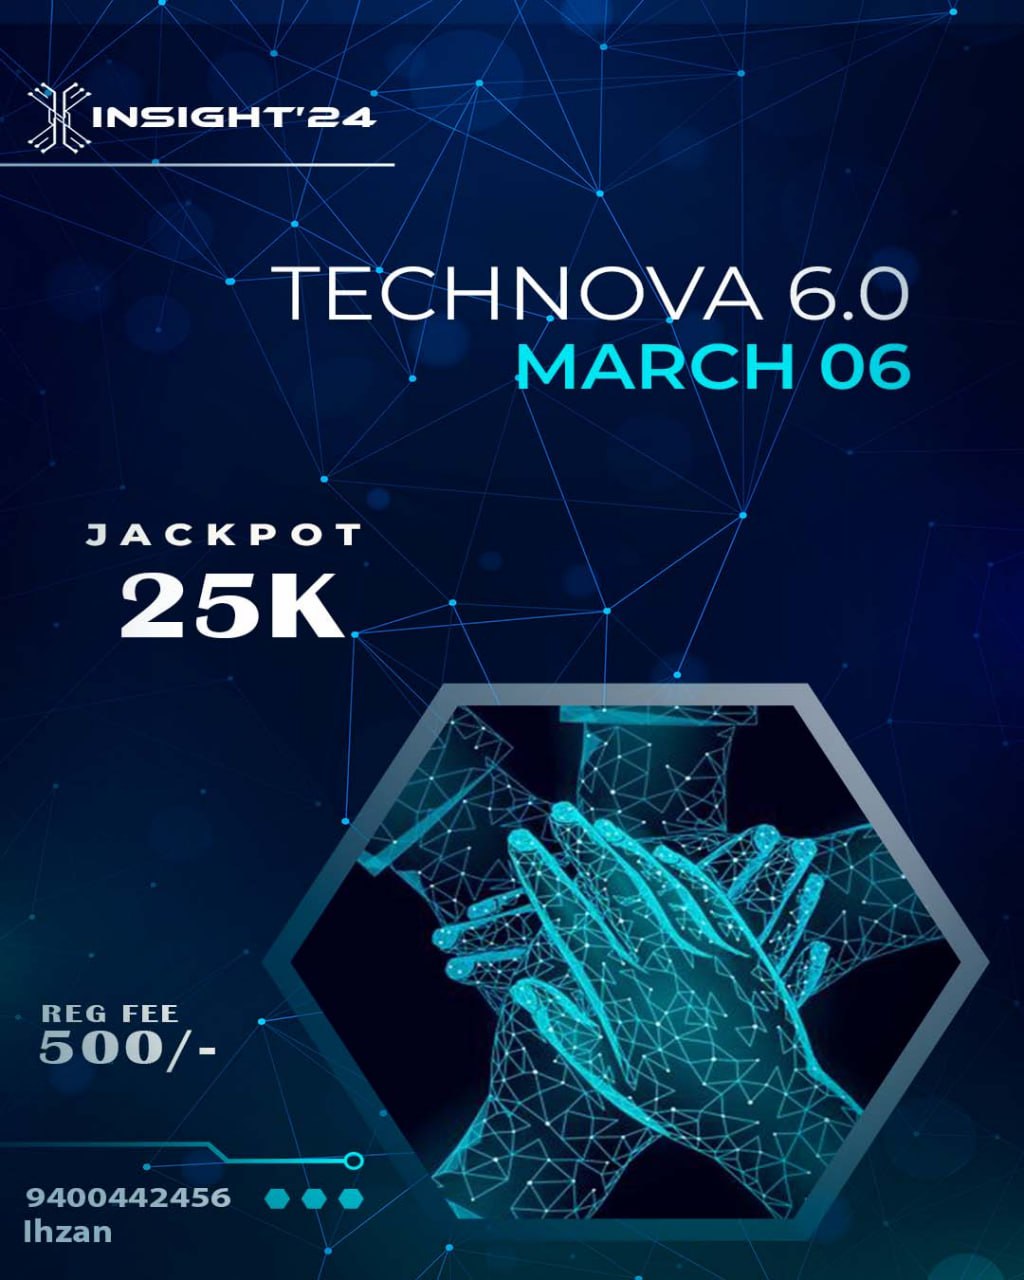 INSIGHT'24
TECHNOVA 6.0
MARCH 06
JACKPOT
25K
REG FEE
500/-
9400442456
Ihzan